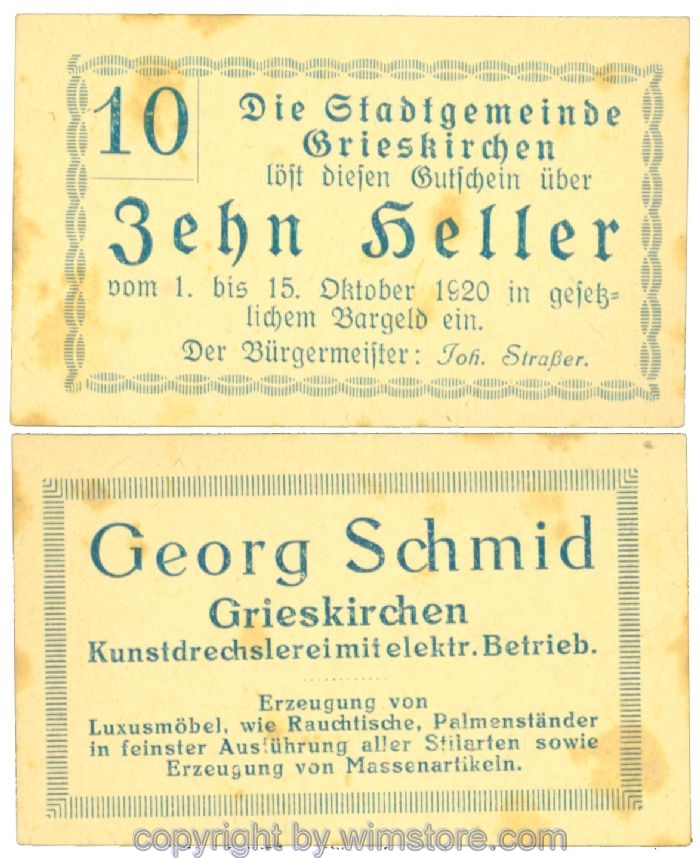 10
Die Stadtgemeinde
Grieskirchen
löst diesen Gutschein über
Zehn Heller
vom 1. bis 15. Oktober 1920 in gesetz-
lichem Bargeld ein.
Der Bürgermeister: Joh. Straßer.
Georg Schmid
Grieskirchen
Kunstdrechslerei mit elektr. Betrieb.
Erzeugung von
Luxusmöbel, wie Rauchtische, Palmenständer
in feinster Ausführung aller Stilarten sowie
Erzeugung von Massenartikeln.
copyright by wimstore.com